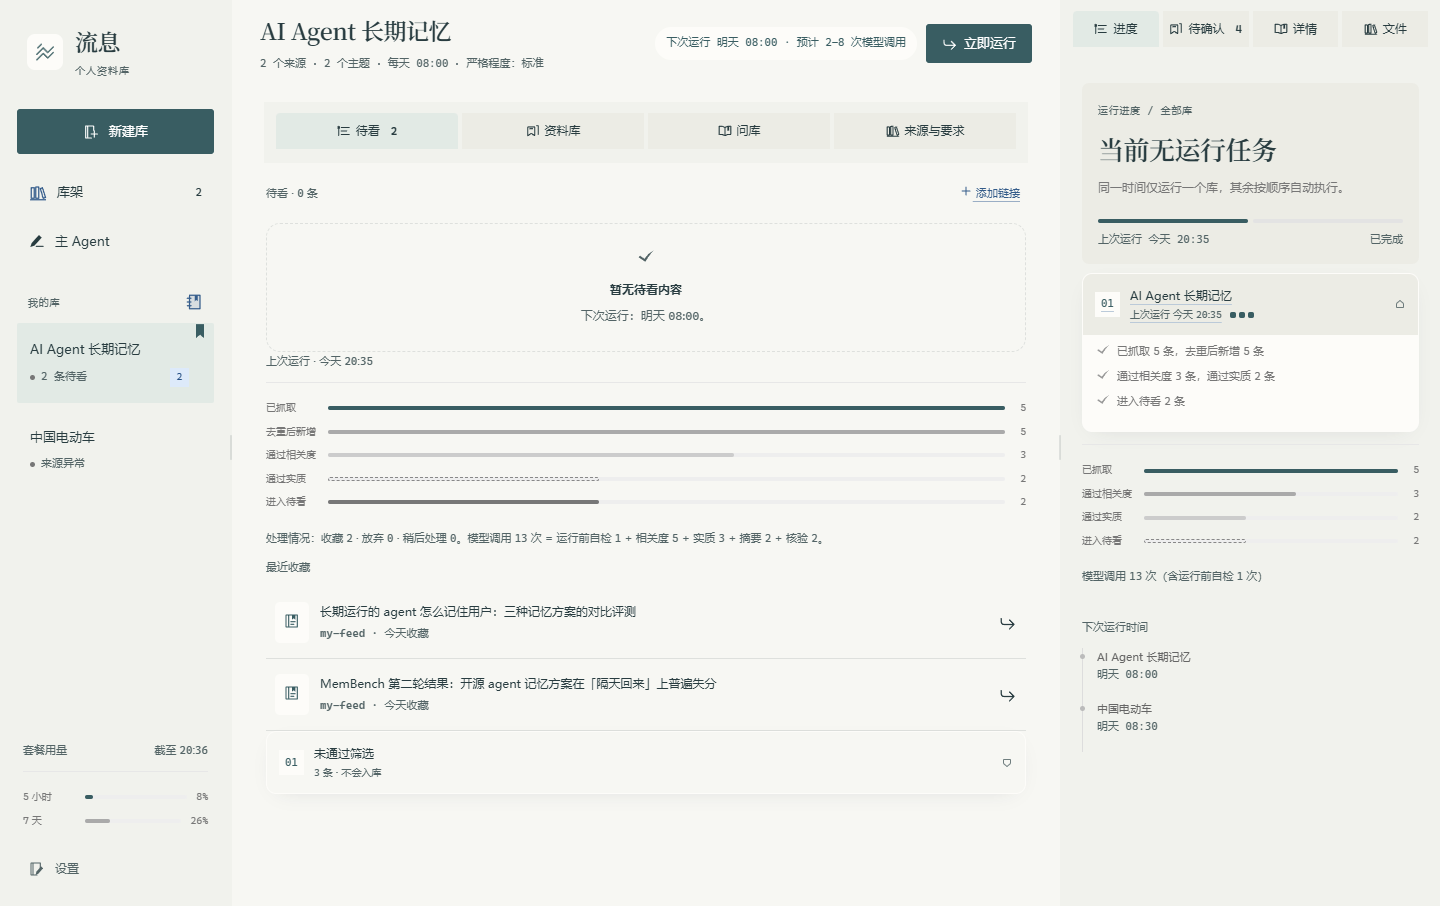 流息
个人资料库
新建库
库架 2
主 Agent
我的库
AI Agent 长期记忆
2 条待看 2
中国电动车
来源异常
套餐用量 截至 20:36
5 小时 8%
7 天 26%
设置
AI Agent 长期记忆
2 个来源 · 2 个主题 · 每天 08:00 · 严格程度：标准
下次运行 明天 08:00 · 预计 2–8 次模型调用
立即运行
待看 2
资料库
问库
来源与要求
待看 · 0 条
添加链接
暂无待看内容
下次运行：明天 08:00。
上次运行 · 今天 20:35
已抓取 5
去重后新增 5
通过相关度 3
通过实质 2
进入待看 2
处理情况：收藏 2 · 放弃 0 · 稍后处理 0。模型调用 13 次 = 运行前自检 1 + 相关度 5 + 实质 3 + 摘要 2 + 核验 2。
最近收藏
长期运行的 agent 怎么记住用户：三种记忆方案的对比评测
my-feed · 今天收藏
MemBench 第二轮结果：开源 agent 记忆方案在「隔天回来」上普遍失分
my-feed · 今天收藏
01 未通过筛选
3 条 · 不会入库
进度
待确认 4
详情
文件
运行进度 / 全部库
当前无运行任务
同一时间仅运行一个库，其余按顺序自动执行。
上次运行 今天 20:35 已完成
01 AI Agent 长期记忆
上次运行 今天 20:35
已抓取 5 条，去重后新增 5 条
通过相关度 3 条，通过实质 2 条
进入待看 2 条
已抓取 5
通过相关度 3
通过实质 2
进入待看 2
模型调用 13 次（含运行前自检 1 次）
下次运行时间
AI Agent 长期记忆
明天 08:00
中国电动车
明天 08:30